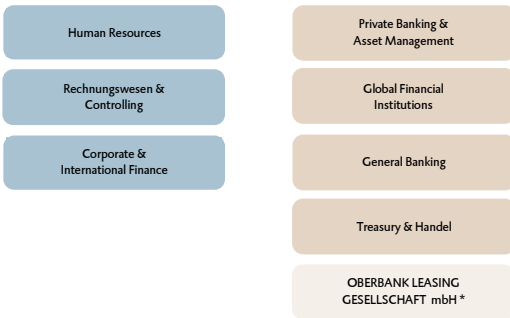 Human Resources
Rechnungswesen &
Controlling
Corporate &
International Finance
Private Banking &
Asset Management
Global Financial
Institutions
General Banking
Treasury & Handel
OBERBANK LEASING
GESELLSCHAFT mbH *